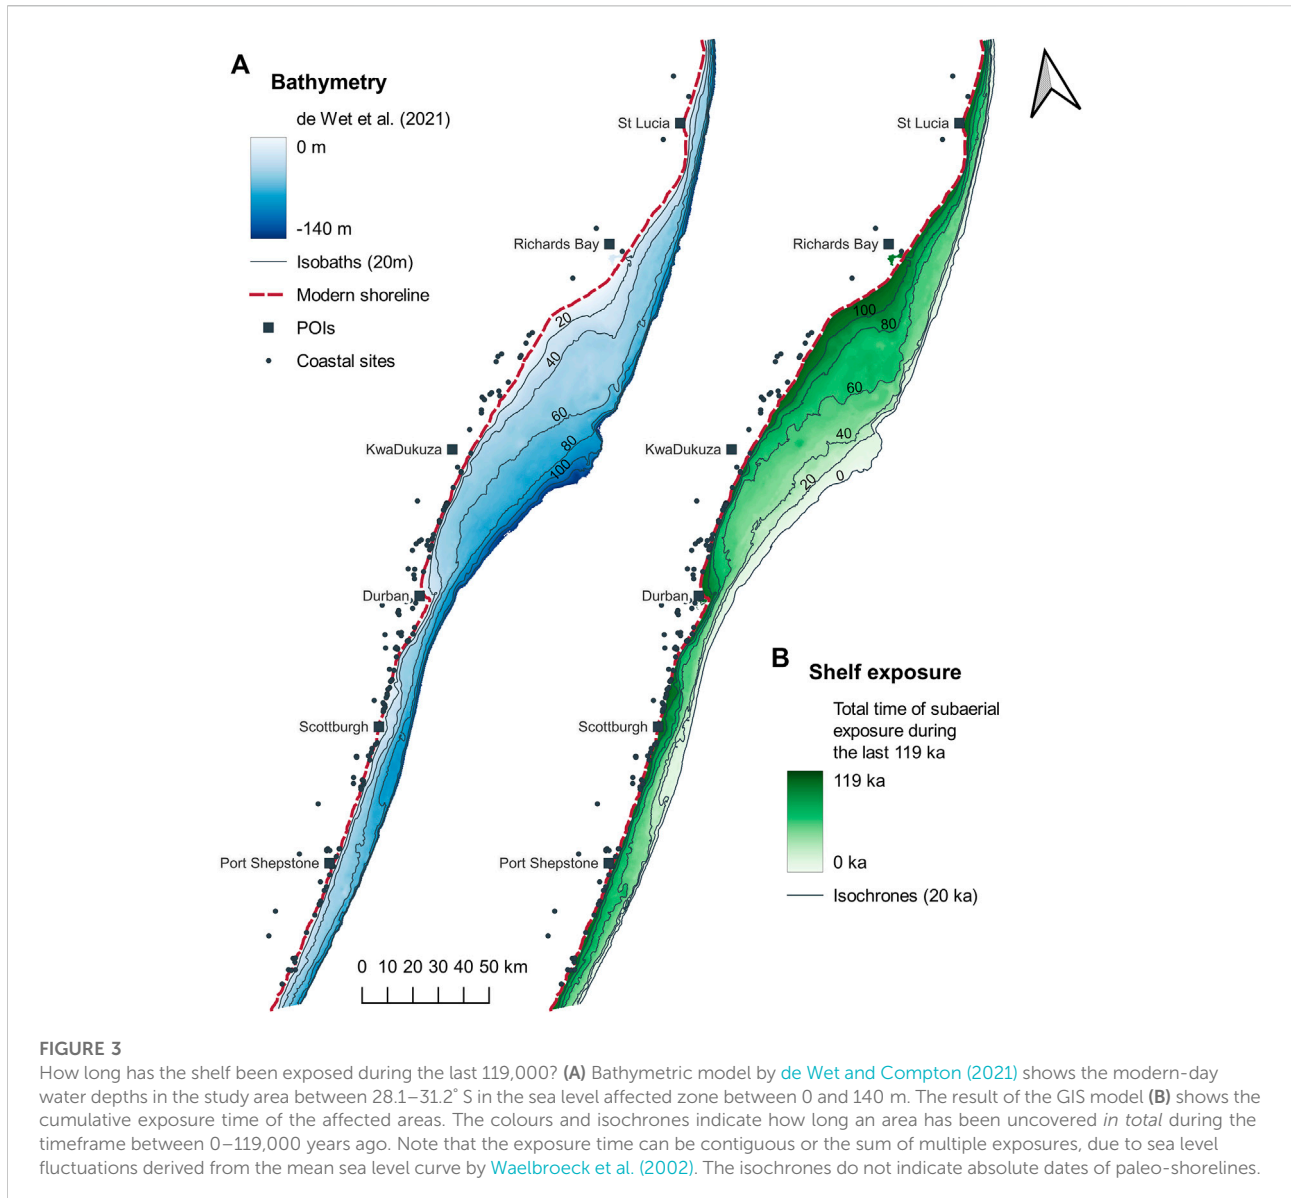 A
Bathymetry
de Wet et al. (2021)
0 m
-140 m
Isobaths (20m)
Modern shoreline
POIs
Coastal sites
St Lucia
Richards Bay
20
40
60
80
100
KwaDukuza
Durban
Scottburgh
Port Shepstone
0 10 20 30 40 50 km
St Lucia
Richards Bay
100
80
60
40
20
0
KwaDukuza
Durban
Scottburgh
Port Shepstone
B
Shelf exposure
Total time of subaerial
exposure during
the last 119 ka
119 ka
0 ka
Isochrones (20 ka)
FIGURE 3
How long has the shelf been exposed during the last 119,000? (A) Bathymetric model by de Wet and Compton (2021) shows the modern-day
water depths in the study area between 28.1–31.2° S in the sea level affected zone between 0 and 140 m. The result of the GIS model (B) shows the
cumulative exposure time of the affected areas. The colours and isochrones indicate how long an area has been uncovered in total during the
timeframe between 0–119,000 years ago. Note that the exposure time can be contiguous or the sum of multiple exposures, due to sea level
fluctuations derived from the mean sea level curve by Waelbroeck et al. (2002). The isochrones do not indicate absolute dates of paleo-shorelines.